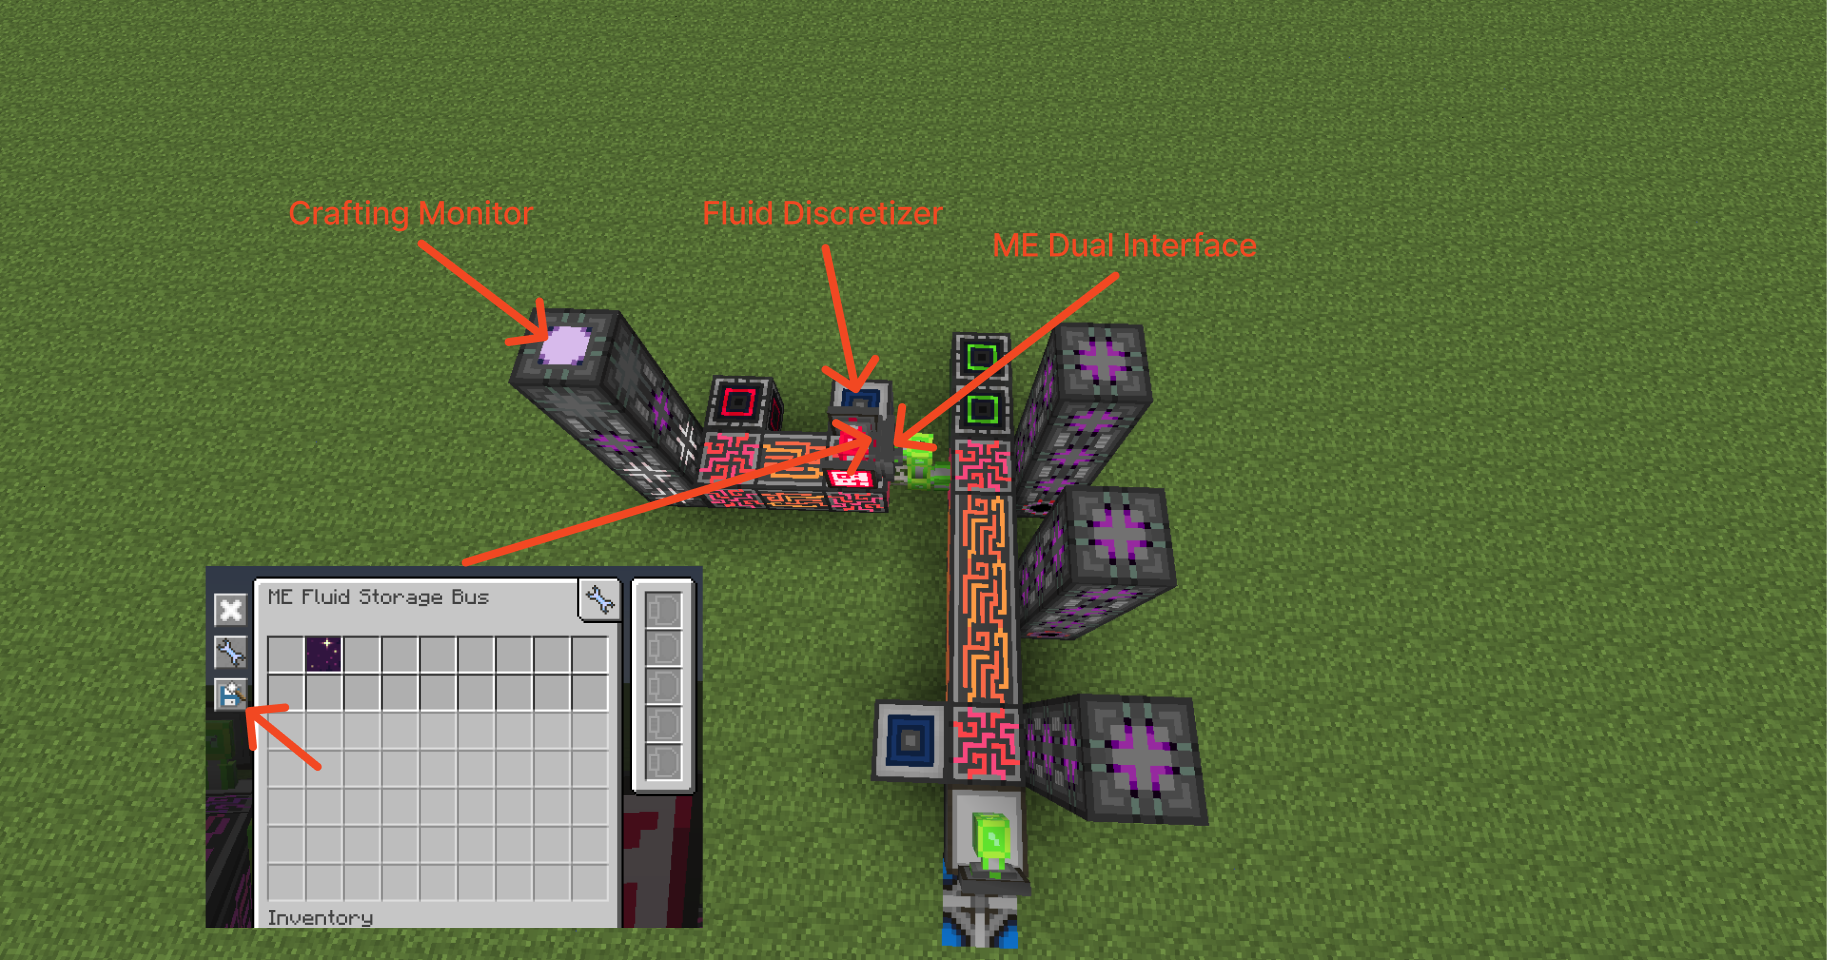 Crafting Monitor
Fluid Discretizer
ME Dual Interface
ME Fluid Storage Bus
Inventory